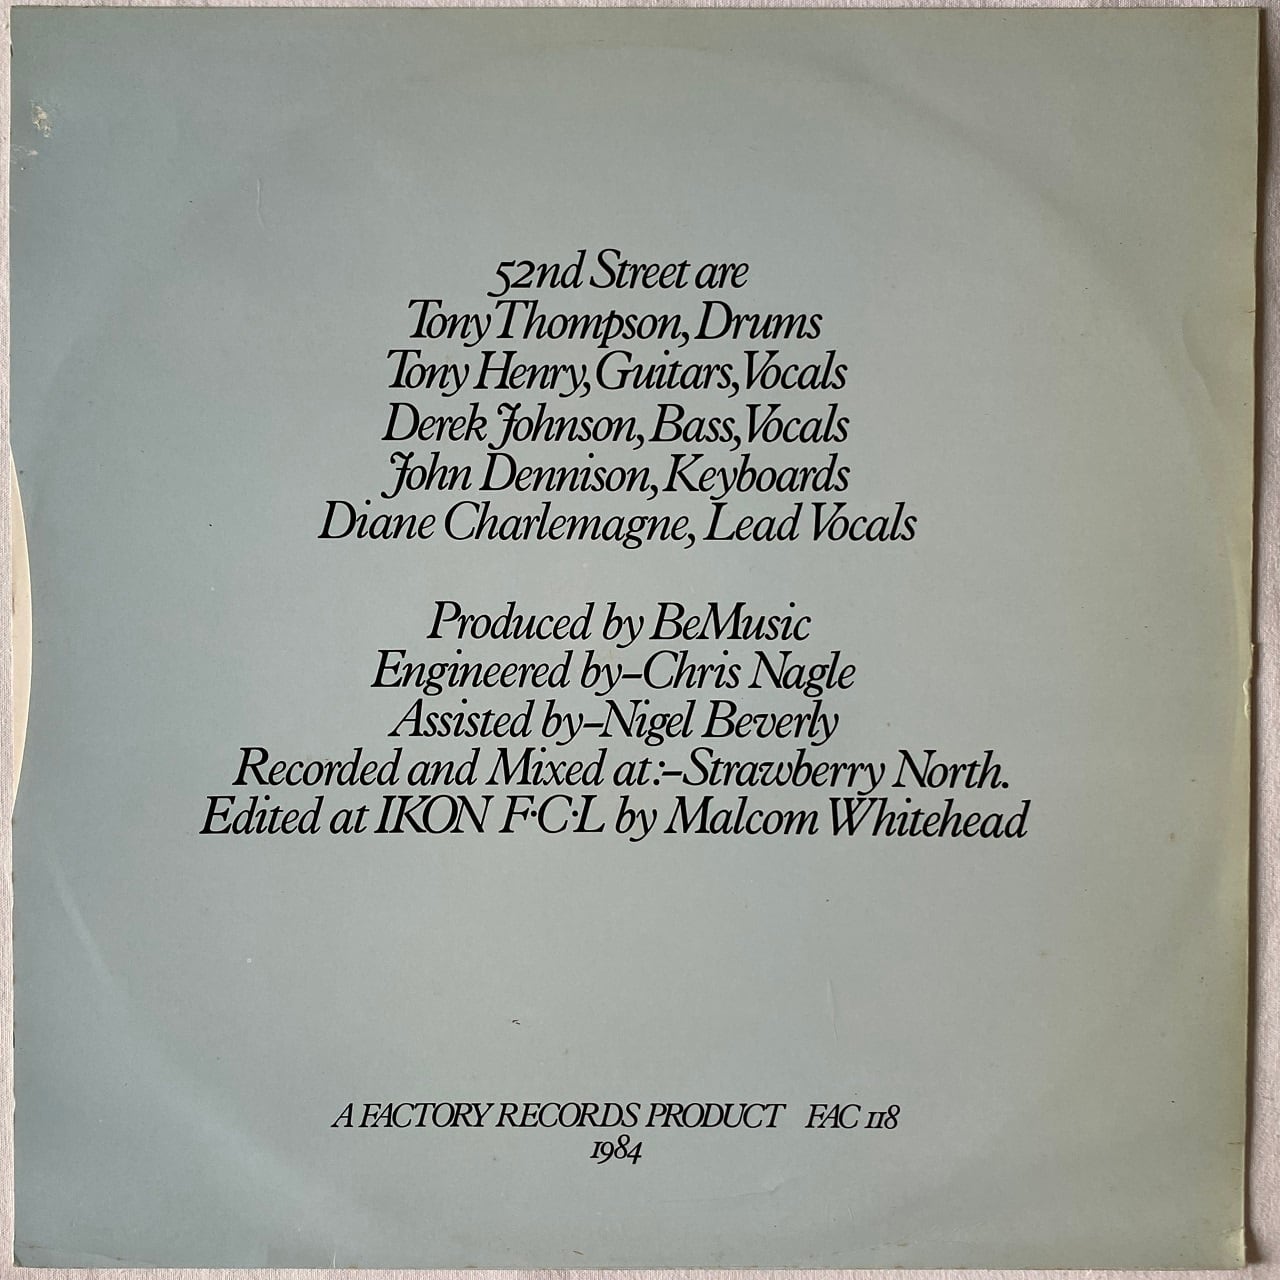 52nd Street are
Tony Thompson, Drums
Tony Henry, Guitars, Vocals
Derek Johnson, Bass, Vocals
John Dennison, Keyboards
Diane Charlemagne, Lead Vocals
Produced by BeMusic
Engineered by–Chris Nagle
Assisted by–Nigel Beverly
Recorded and Mixed at:–Strawberry North.
Edited at IKON F·C·L by Malcom Whitehead
A FACTORY RECORDS PRODUCT FAC 118
1984